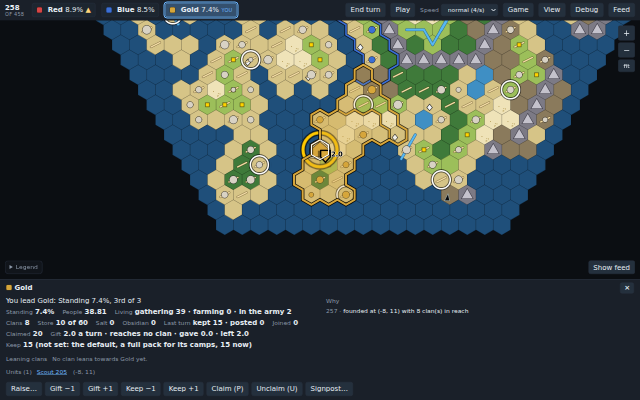 258
OF 458
Red 8.9%
Blue 8.5%
Gold 7.4% YOU
End turn
Play
Speed
normal (4/s)
Game
View
Debug
Feed
+
−
fit
2.0
Legend
Show feed
Gold
×
You lead Gold: Standing 7.4%, 3rd of 3
Standing 7.4% People 38.81 Living gathering 39 · farming 0 · in the army 2
Clans 8 Store 10 of 60 Salt 0 Obsidian 0 Last turn kept 15 · posted 0 Joined 0
Claimed 20 Gift 2.0 a turn · reaches no clan · gave 0.0 · left 2.0
Keep 15 (not set: the default, a full pack for its camps, 15 now)
Leaning clans No clan leans towards Gold yet.
Units (1) Scout 205 (-8, 11)
Why
257 · founded at (-8, 11) with 8 clan(s) in reach
Raise...
Gift −1
Gift +1
Keep −1
Keep +1
Claim (P)
Unclaim (U)
Signpost...